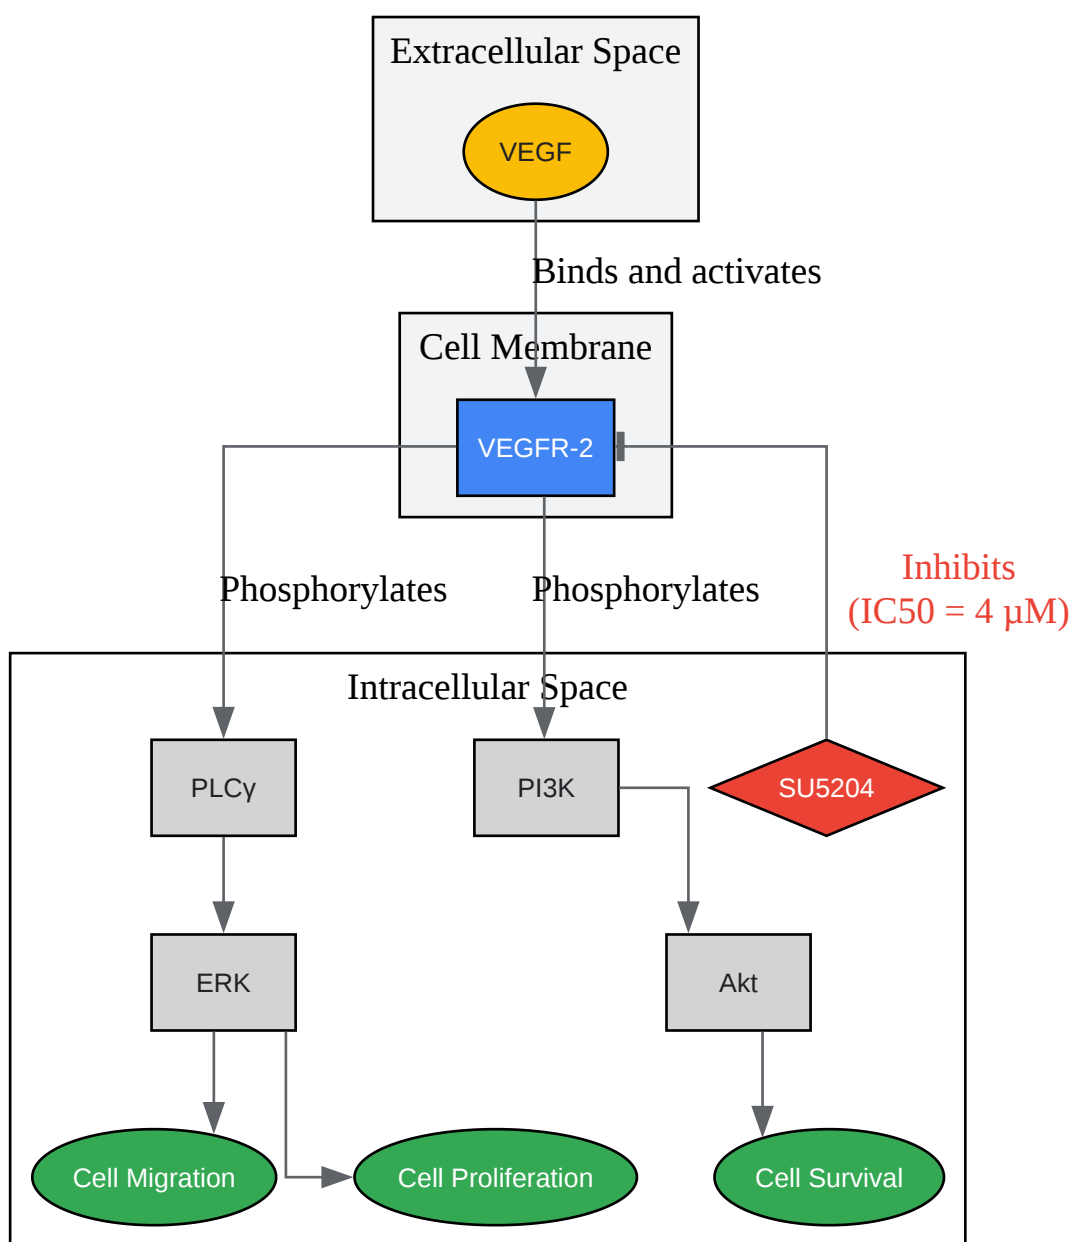 Extracellular Space
VEGF
Binds and activates
Cell Membrane
VEGFR-2
Inhibits
(IC50 = 4 µM)
Phosphorylates
Phosphorylates
Intracellular Space
PLCγ
PI3K
SU5204
ERK
Akt
Cell Migration
Cell Proliferation
Cell Survival